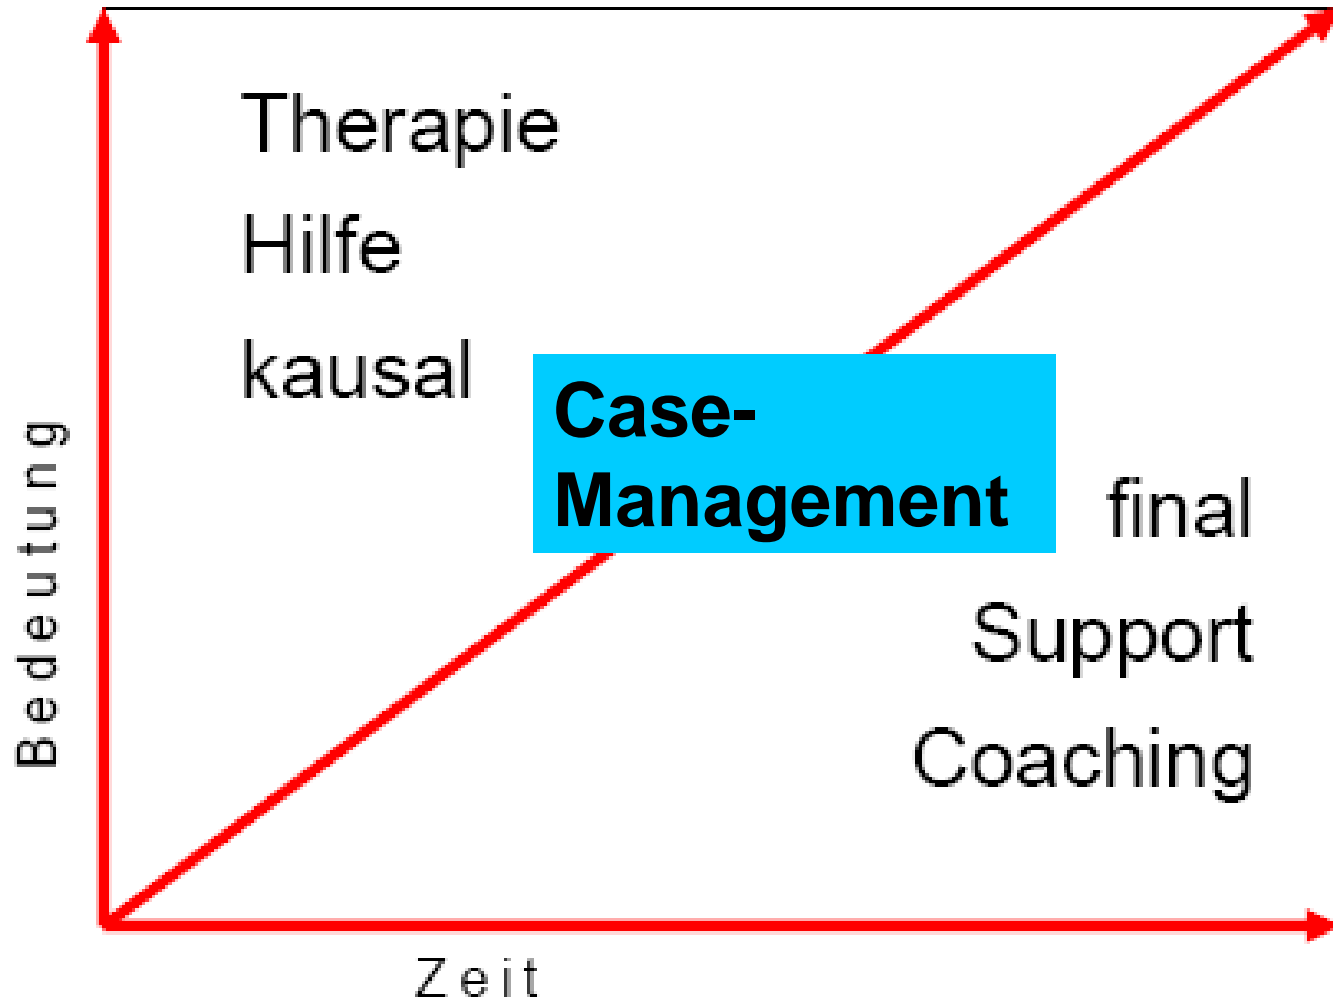 Therapie
Hilfe
kausal
Case-
Management
final
Support
Coaching
Bedeutung
Zeit